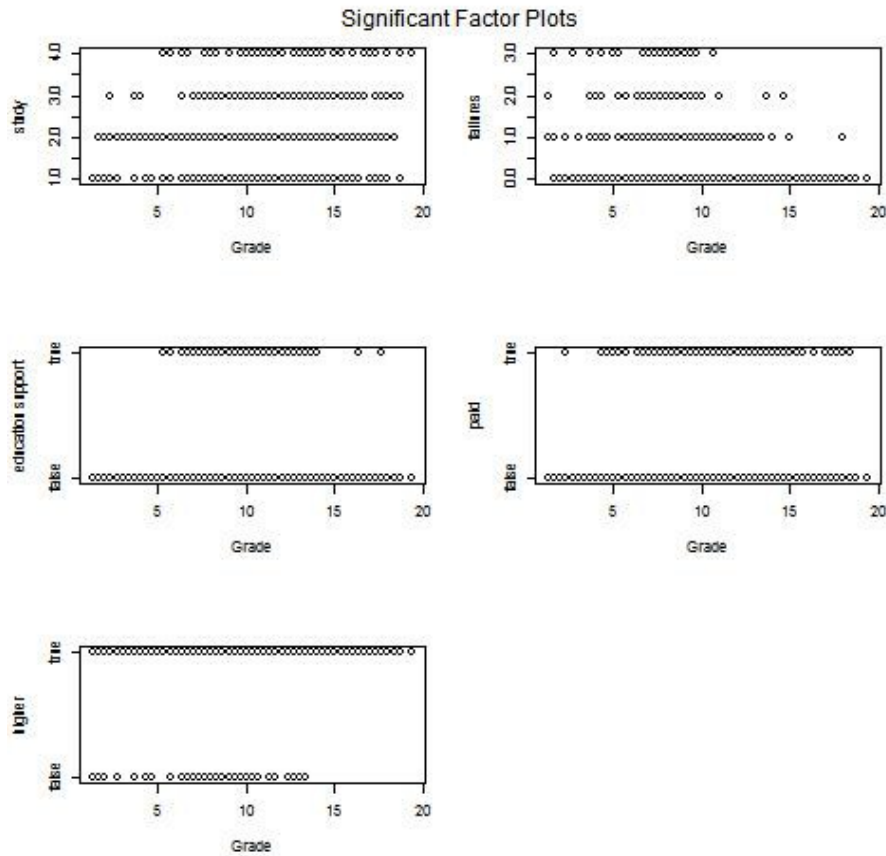 Significant Factor Plots
study
4.0
3.0
2.0
1.0
5 10 15 20
Grade
failures
3.0
2.0
1.0
0.0
5 10 15 20
Grade
education support
true
false
5 10 15 20
Grade
paid
true
false
5 10 15 20
Grade
higher
true
false
5 10 15 20
Grade